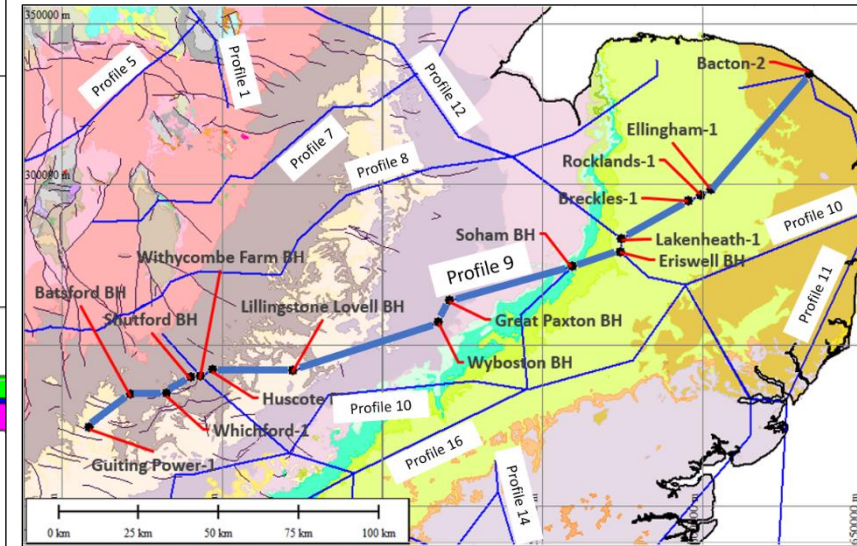 350000 m
Profile 5
Profile 1
Profile 12
Bacton-2
Profile 7
Ellingham-1
Profile 8
Rocklands-1
300000 m
Breckles-1
Profile 10
Soham BH
Lakenheath-1
Withycombe Farm BH
Profile 9
Eriswell BH
Batsford BH
Profile 11
Shutford BH
Lillingstone Lovell BH
Great Paxton BH
Wyboston BH
Huscote
Profile 10
Whichford-1
Guiting Power-1
Profile 16
Profile 14
0 km 25 km 50 km 75 km 100 km